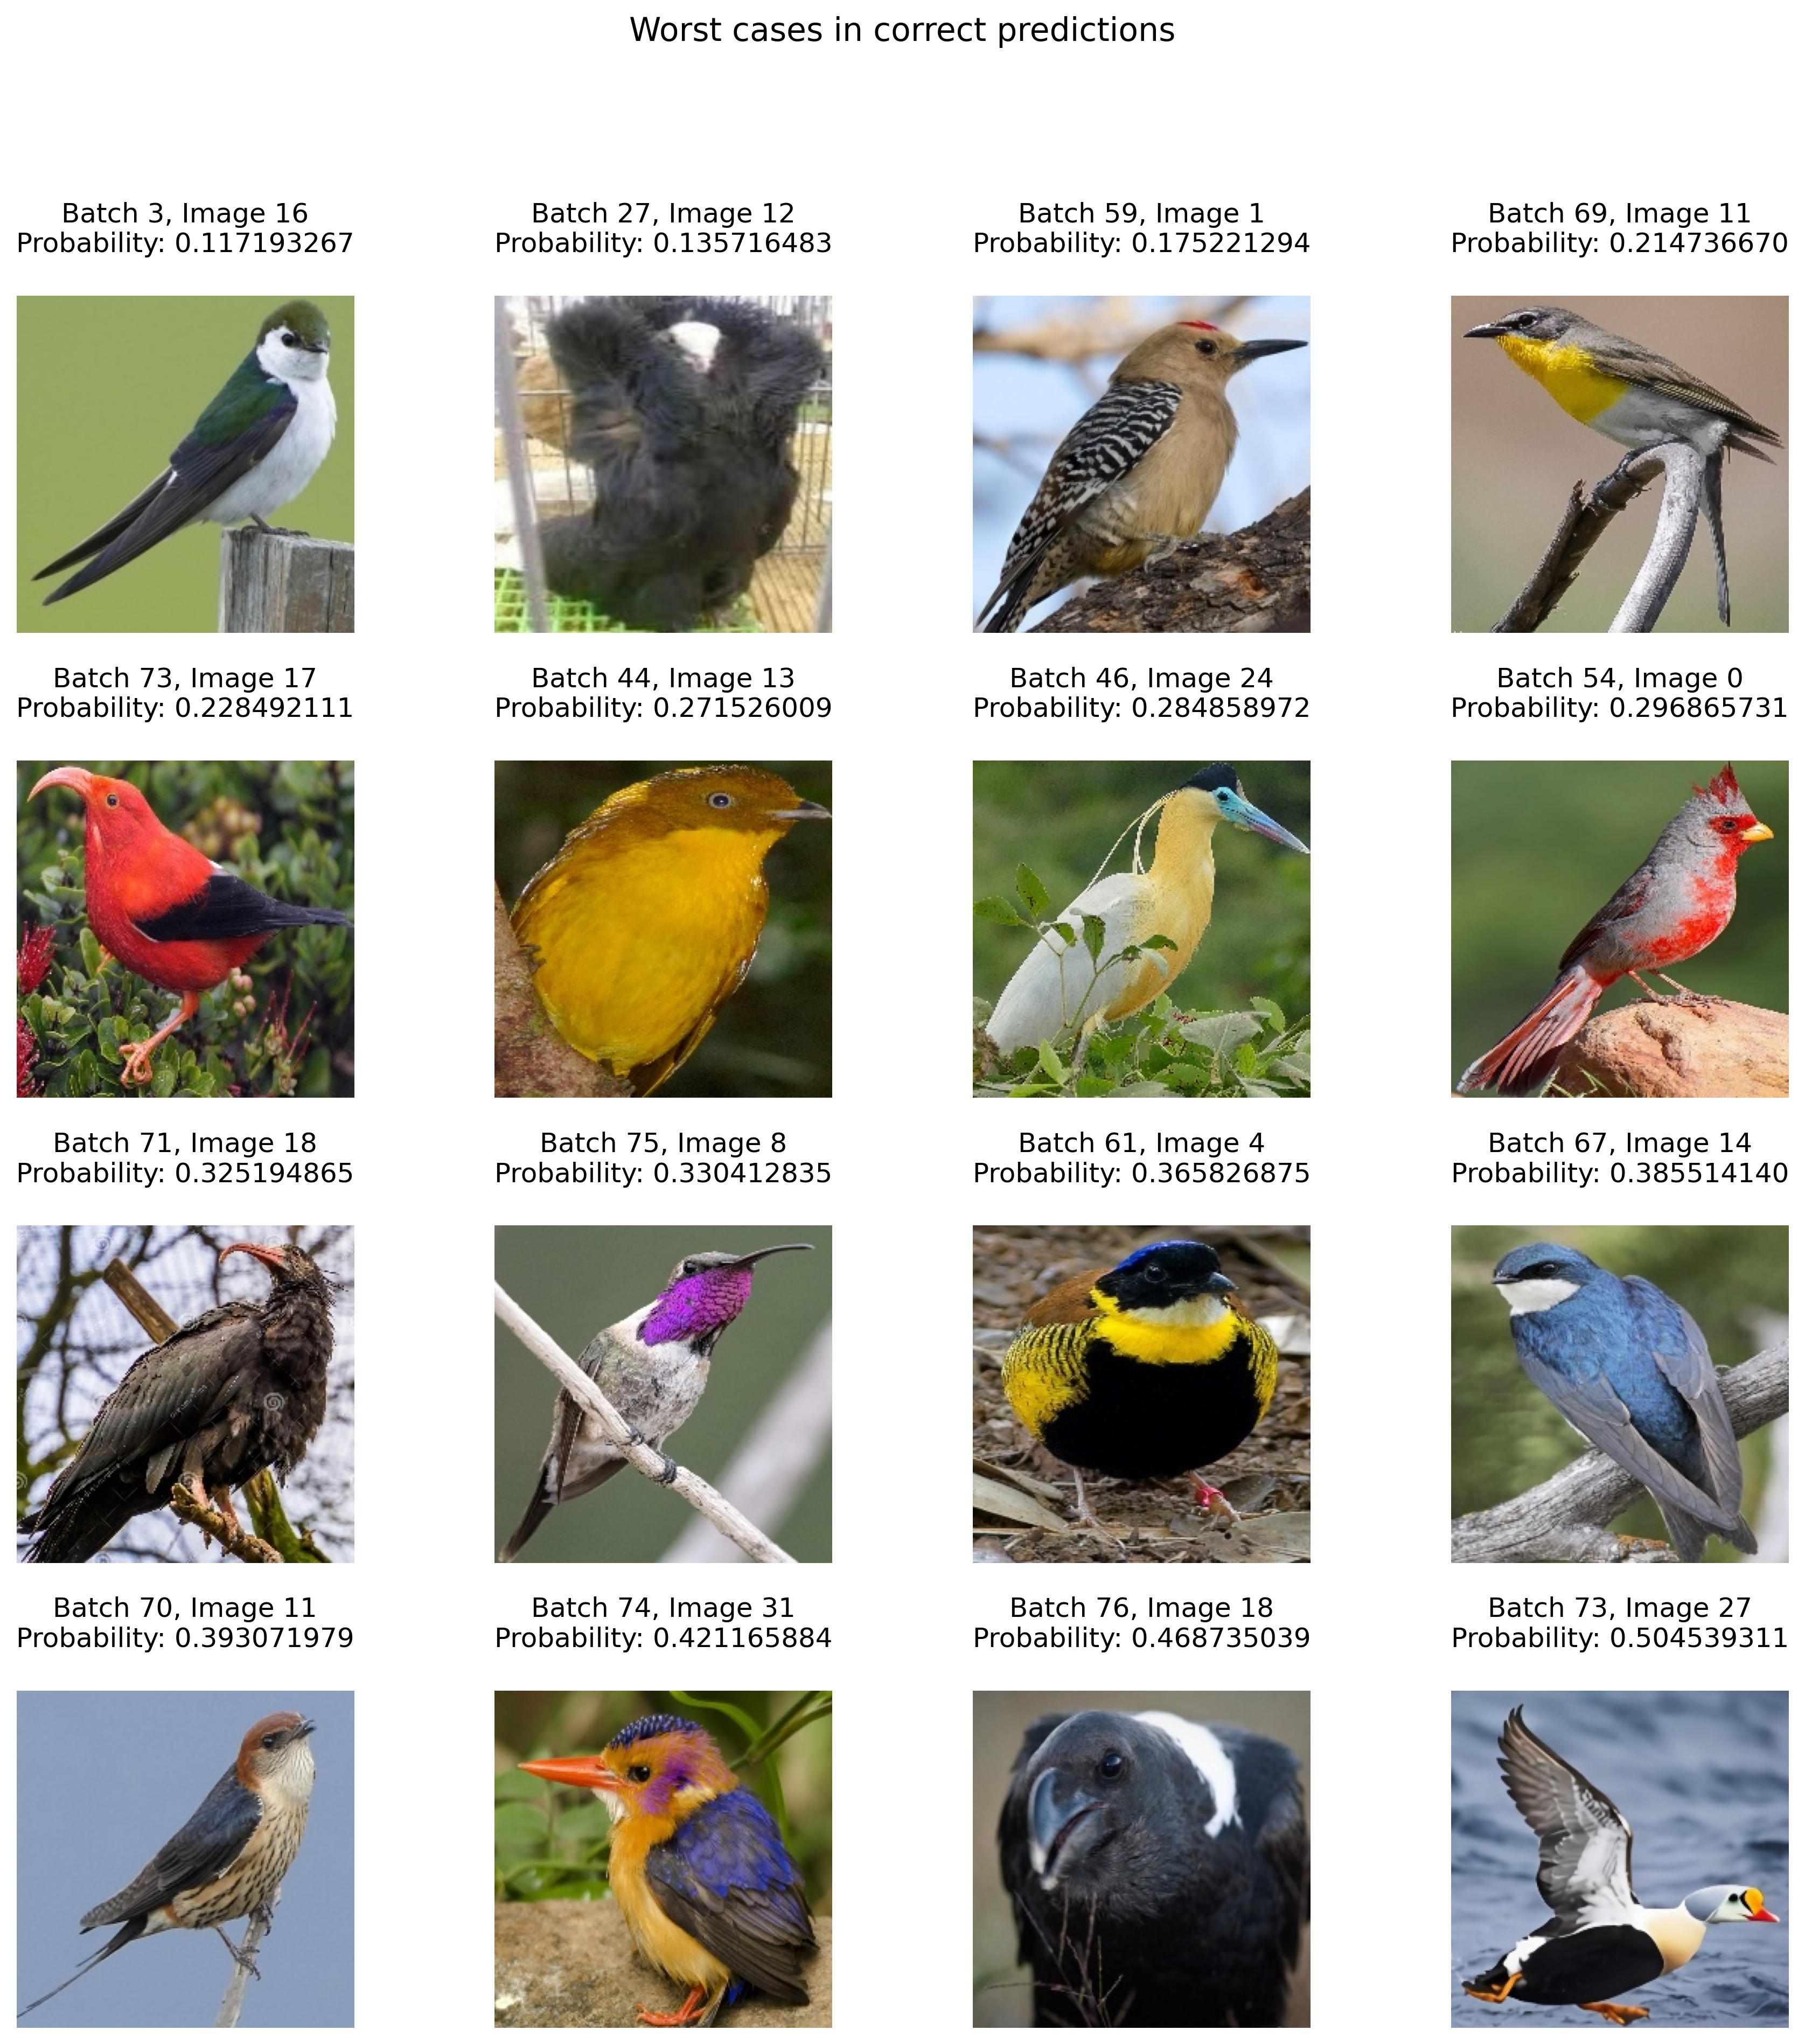 Worst cases in correct predictions
Batch 3, Image 16
Probability: 0.117193267
Batch 27, Image 12
Probability: 0.135716483
Batch 59, Image 1
Probability: 0.175221294
Batch 69, Image 11
Probability: 0.214736670
Batch 73, Image 17
Probability: 0.228492111
Batch 44, Image 13
Probability: 0.271526009
Batch 46, Image 24
Probability: 0.284858972
Batch 54, Image 0
Probability: 0.296865731
Batch 71, Image 18
Probability: 0.325194865
Batch 75, Image 8
Probability: 0.330412835
Batch 61, Image 4
Probability: 0.365826875
Batch 67, Image 14
Probability: 0.385514140
Batch 70, Image 11
Probability: 0.393071979
Batch 74, Image 31
Probability: 0.421165884
Batch 76, Image 18
Probability: 0.468735039
Batch 73, Image 27
Probability: 0.504539311